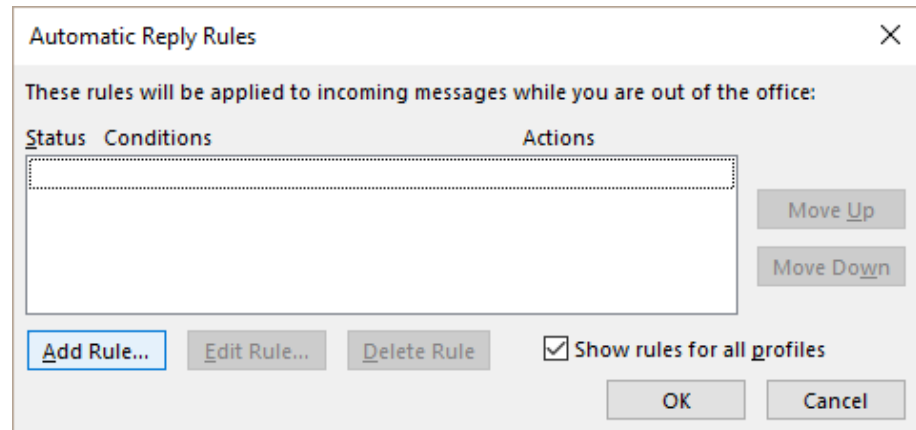 Automatic Reply Rules
These rules will be applied to incoming messages while you are out of the office:
Status Conditions Actions
Move Up
Move Down
Add Rule... Edit Rule... Delete Rule Show rules for all profiles
OK Cancel